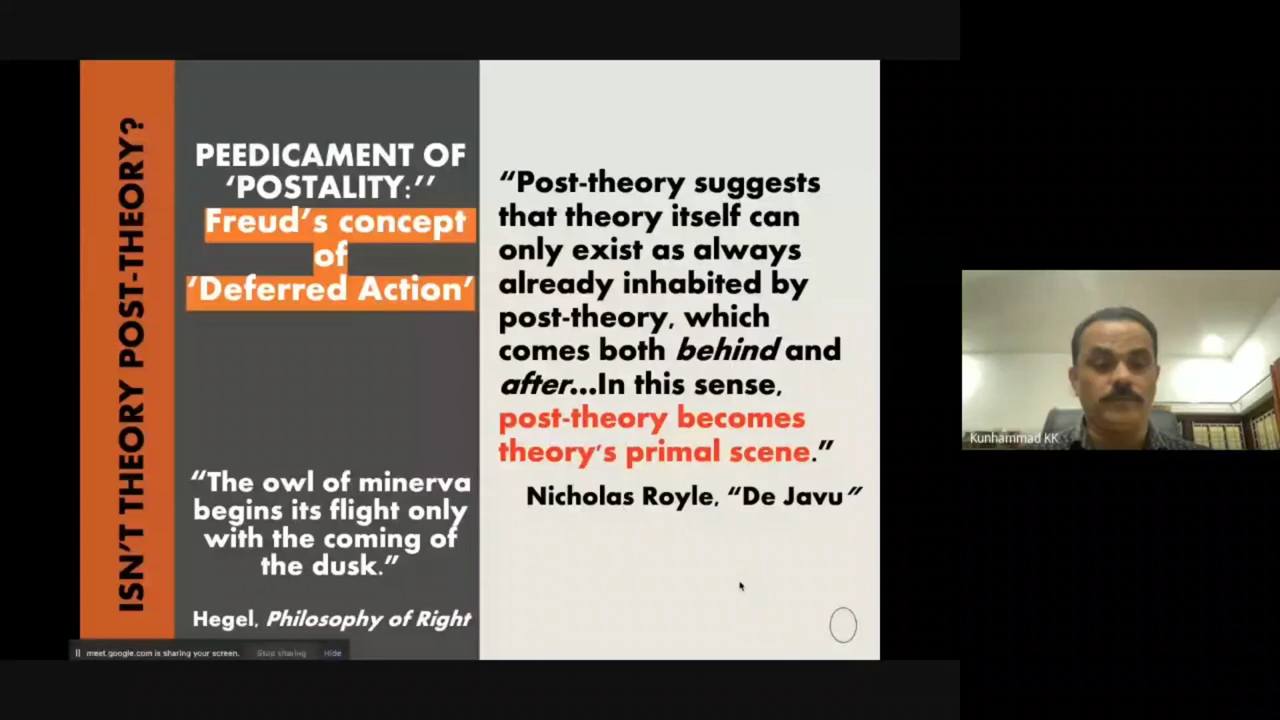 ISN'T THEORY POST-THEORY?
PEEDICAMENT OF
‘POSTALITY:’’
Freud’s concept
of
‘Deferred Action’
“The owl of minerva
begins its flight only
with the coming of
the dusk.”
Hegel, Philosophy of Right
“Post-theory suggests
that theory itself can
only exist as always
already inhabited by
post-theory, which
comes both behind and
after...In this sense,
post-theory becomes
theory’s primal scene.”
Nicholas Royle, “De Javu”
meet.google.com is sharing your screen.
Stop sharing
Hide
Kunhammad KK